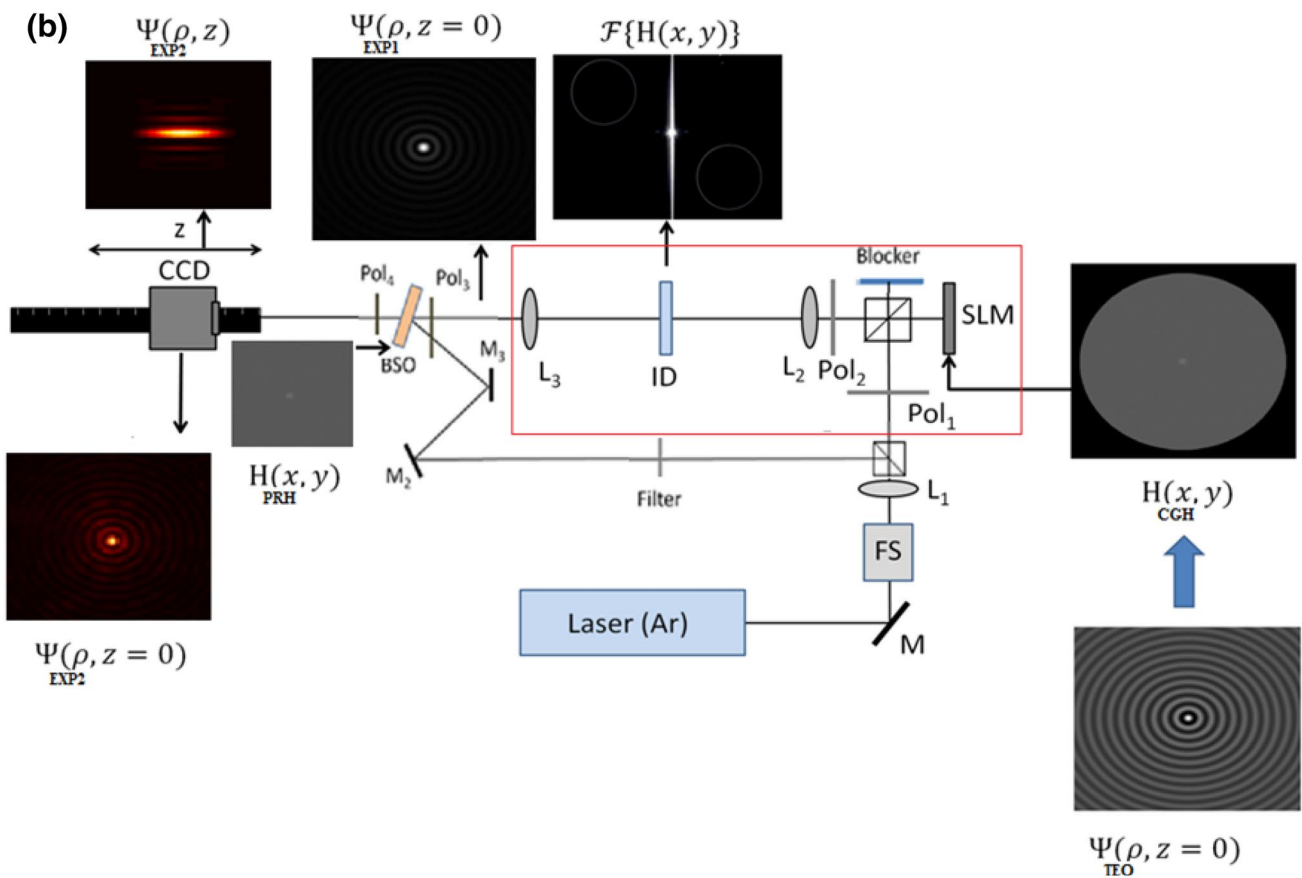 (b)
Ψ(ρ, z)
EXP2
Ψ(ρ, z = 0)
EXP1
ℱ{H(x, y)}
z
CCD
Pol4
Pol3
Blocker
SLM
BSO
M3
L3
ID
L2
Pol2
Pol1
H(x, y)
PRH
M2
Filter
L1
H(x, y)
CGH
FS
Laser (Ar)
M
Ψ(ρ, z = 0)
EXP2
Ψ(ρ, z = 0)
TEO